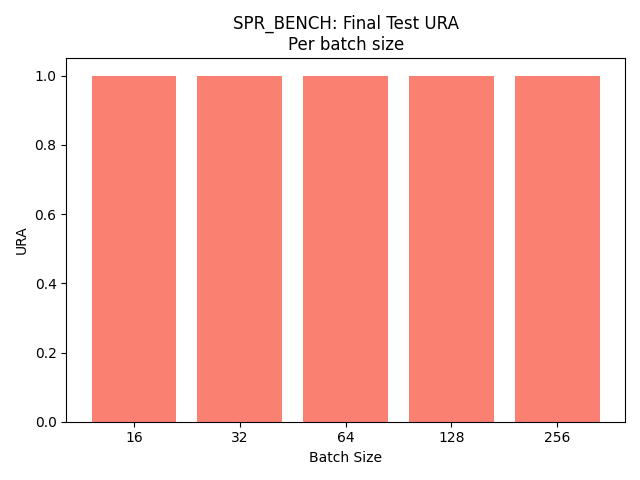 SPR_BENCH: Final Test URA
Per batch size
URA
1.0
0.8
0.6
0.4
0.2
0.0
16 32 64 128 256
Batch Size